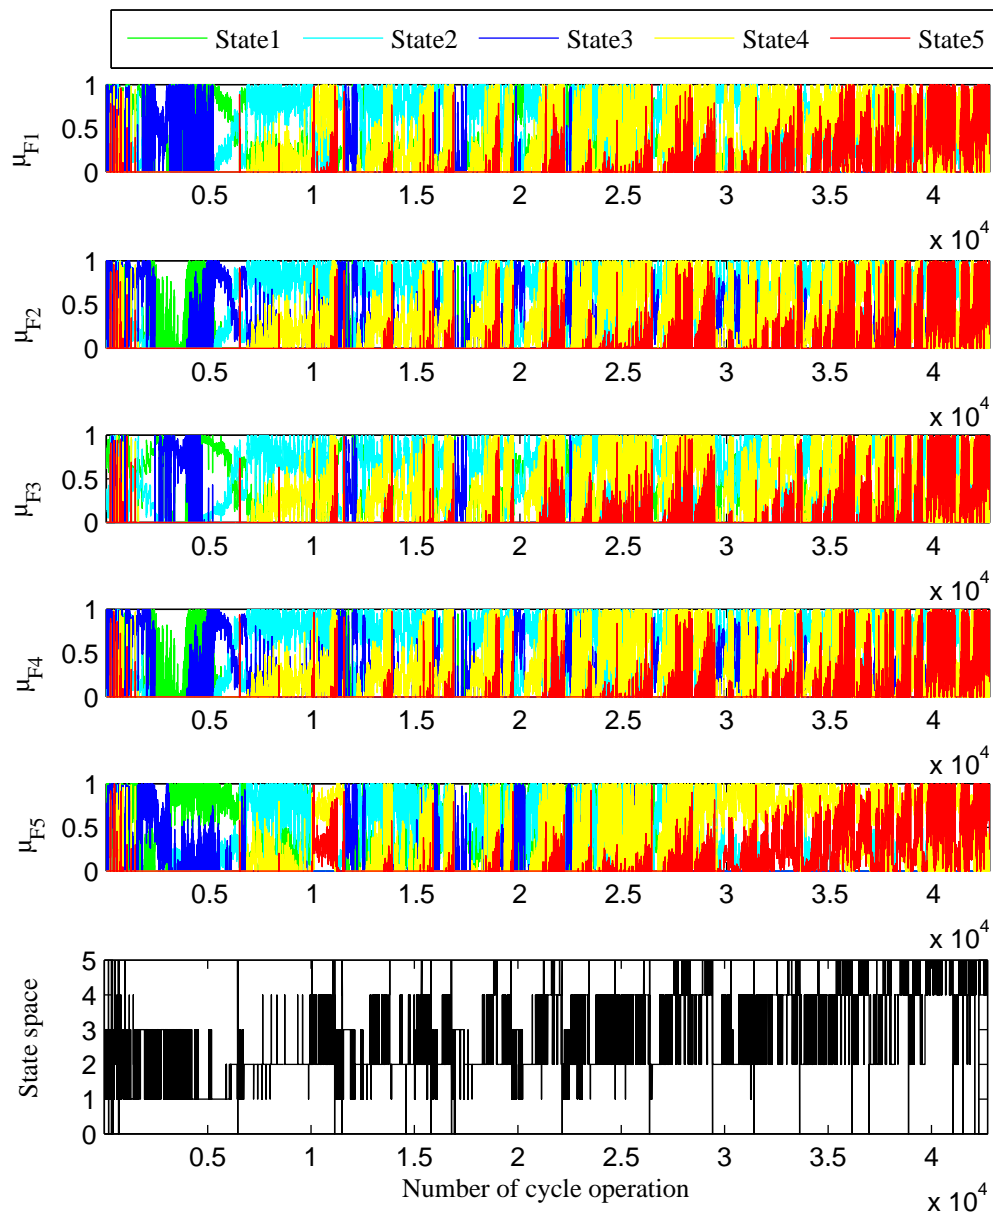 State1 State2 State3 State4 State5
μF1
1
0.5
0
0.5 1 1.5 2 2.5 3 3.5 4
x 10^4
μF2
1
0.5
0
0.5 1 1.5 2 2.5 3 3.5 4
x 10^4
μF3
1
0.5
0
0.5 1 1.5 2 2.5 3 3.5 4
x 10^4
μF4
1
0.5
0
0.5 1 1.5 2 2.5 3 3.5 4
x 10^4
μF5
1
0.5
0
0.5 1 1.5 2 2.5 3 3.5 4
x 10^4
State space
5
4
3
2
1
0
0.5 1 1.5 2 2.5 3 3.5 4
Number of cycle operation
x 10^4